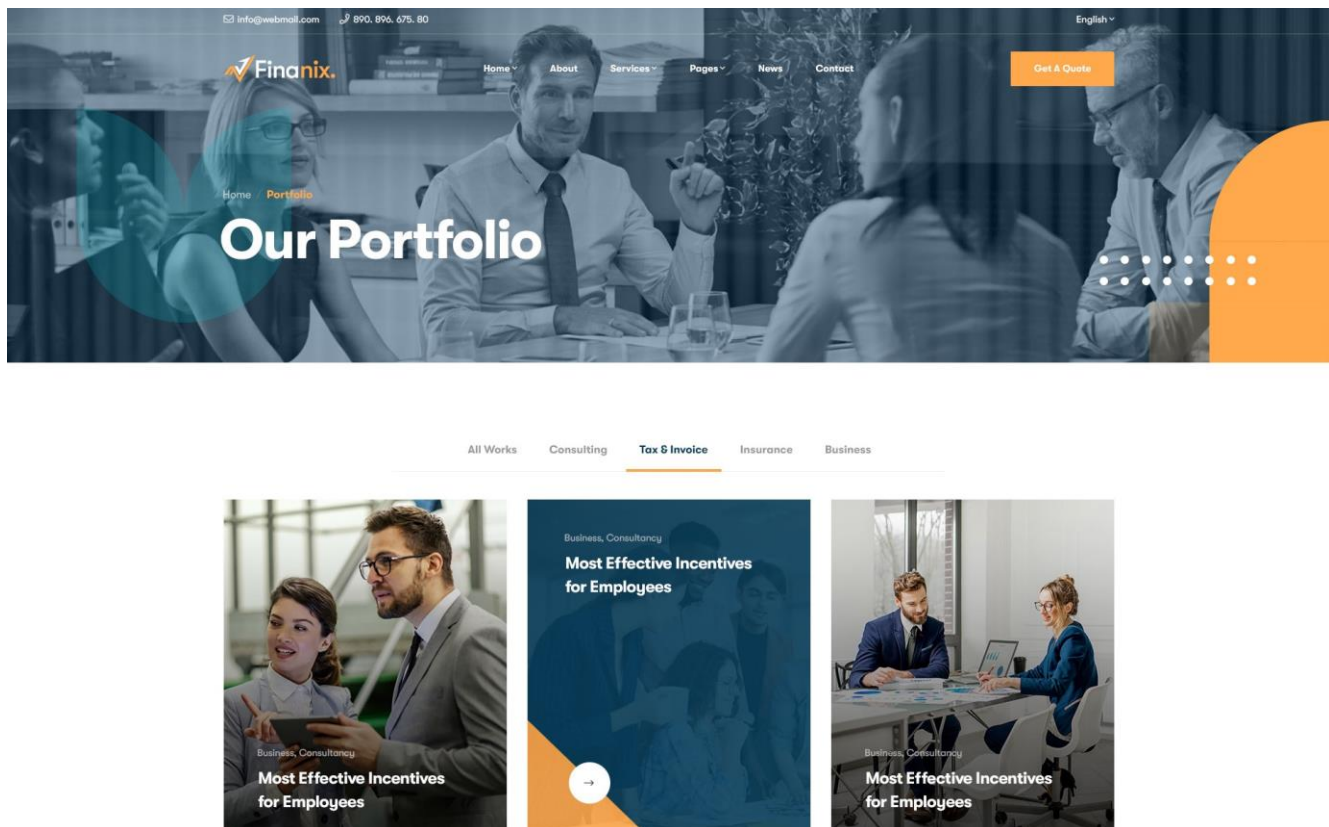 info@webmail.com
890. 896. 675. 80
English
Finanix.
Home
About
Services
Pages
News
Contact
Get A Quote
Home / Portfolio
Our Portfolio
All Works
Consulting
Tax & Invoice
Insurance
Business
Business, Consultancy
Most Effective Incentives
for Employees
Business, Consultancy
Most Effective Incentives
for Employees
Business, Consultancy
Most Effective Incentives
for Employees